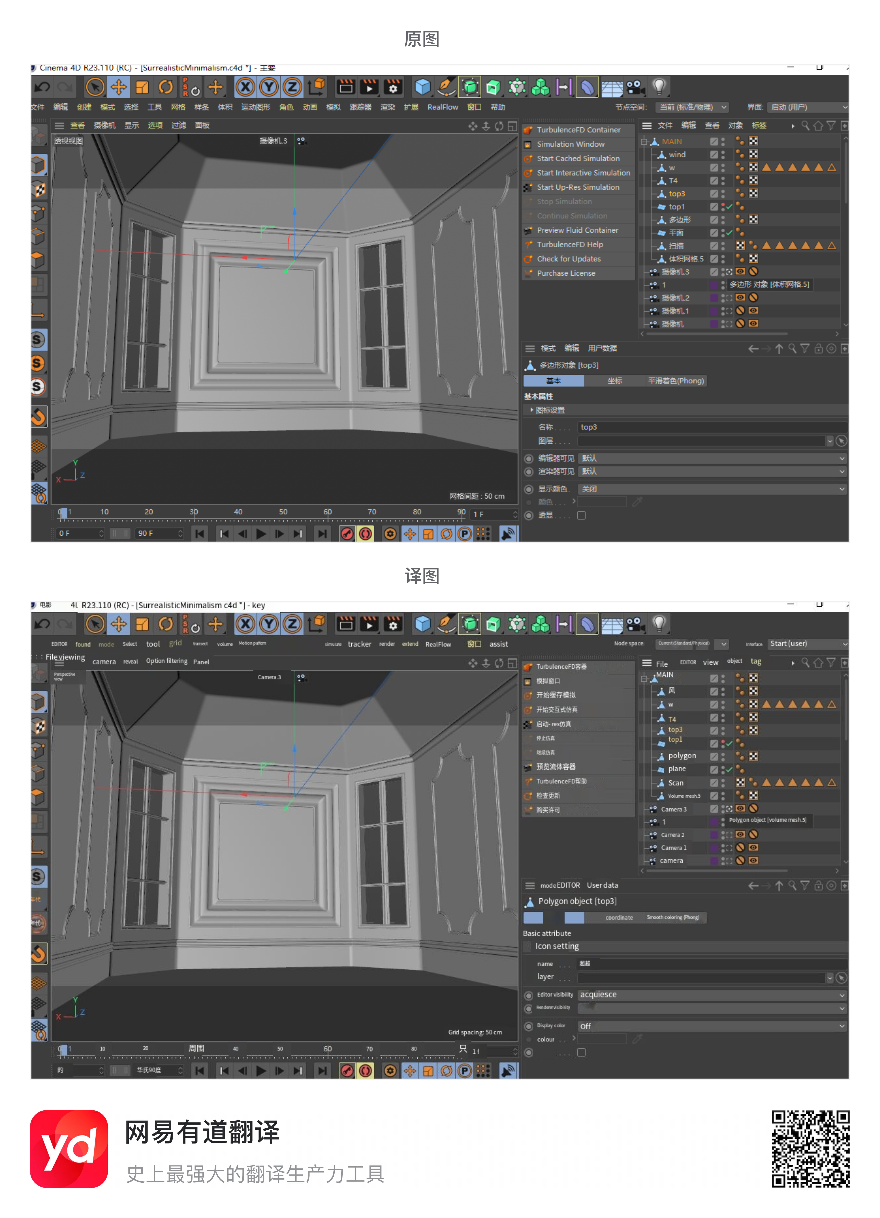 原图
Cinema 4D R23.110 (RC) - [SurrealisticMinimalism.c4d *] - 主要
文件 编辑 创建 模式 选择 工具 网格 样条 体积 运动图形 角色 动画 模拟 跟踪器 渲染 扩展 RealFlow 窗口 帮助 节点空间: 当前 (标准/物理) 界面: 启动 (用户)
查看 摄像机 显示 选项 过滤 面板
文件 编辑 查看 对象 标签
透视视图
摄像机.3
TurbulenceFD Container
Simulation Window
Start Cached Simulation
Start Interactive Simulation
Start Up-Res Simulation
Stop Simulation
Continue Simulation
Preview Fluid Container
TurbulenceFD Help
Check for Updates
Purchase License
MAIN
wind
w
T4
top3
top1
多边形
平面
扫描
体积网格.5
摄像机.3
1
多边形 对象 [体积网格.5]
摄像机.2
摄像机.1
摄像机
模式 编辑 用户数据
多边形对象 [top3]
基本 坐标 平滑着色(Phong)
基本属性
图标设置
名称 . . . . top3
图层 . . . .
编辑器可见 默认
渲染器可见 默认
显示颜色. 关闭
颜色 . . .
透显 . . .
Y
X Z
网格间距 : 50 cm
0 1 10 20 30 40 50 60 70 80 90 1 F
0 F 90 F
译图
电影 4L R23.110 (RC) - [SurrealisticMinimalism c4d *] - key
EDITOR found mode Select tool grid transmit volume Motion pattern simulate tracker render extend RealFlow 窗口 assist Node space Current(Standard/Physical) interface Start (user)
File viewing camera reveal Option filtering Panel
File EDITOR view object tag
Perspective view
Camera 3
TurbulenceFD容器
模拟窗口
开始缓存模拟
开始交互式仿真
启动- res仿真
停止仿真
继续仿真
预览流体容器
TurbulenceFD帮助
检查更新
购买许可
MAIN
风
w
T4
top3
top1
polygon
plane
Scan
Volume mesh.5
Camera 3
1
Polygon object [volume mesh.5]
Camera 2
Camera 1
camera
mode EDITOR User data
Polygon object [top3]
coordinate Smooth coloring (Phong)
Basic attribute
Icon setting
name . . .
layer . . .
Editor visibility acquiesce
Renderer visibility
Display color Off
colour . . .
Y
X Z
Grid spacing: 50 cm
0 1 10 20 周围 40 50 6D 70 80 只 1f
的 华氏90度
yd
网易有道翻译
史上最强大的翻译生产力工具